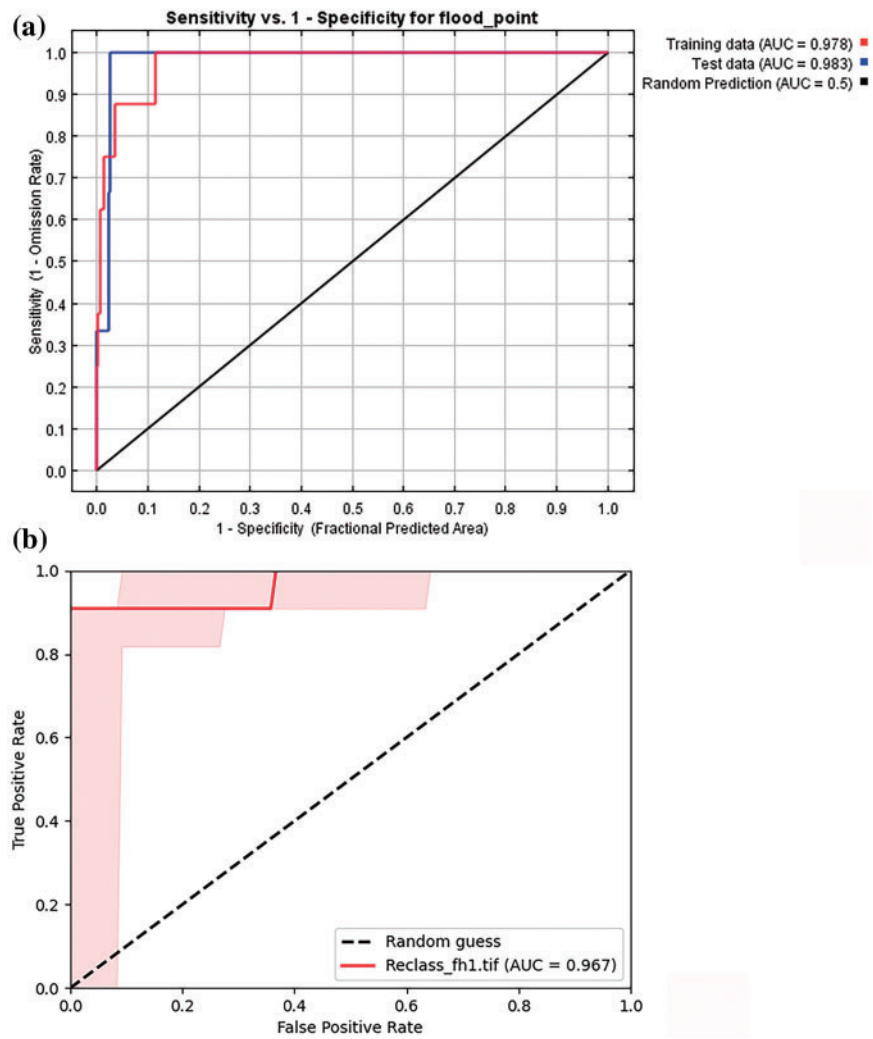 (a)
Sensitivity vs. 1 - Specificity for flood_point
Training data (AUC = 0.978)
Test data (AUC = 0.983)
Random Prediction (AUC = 0.5)
Sensitivity (1 - Omission Rate)
1.0
0.9
0.8
0.7
0.6
0.5
0.4
0.3
0.2
0.1
0.0
0.0 0.1 0.2 0.3 0.4 0.5 0.6 0.7 0.8 0.9 1.0
1 - Specificity (Fractional Predicted Area)
(b)
True Positive Rate
1.0
0.8
0.6
0.4
0.2
0.0
Random guess
Reclass_fh1.tif (AUC = 0.967)
0.0 0.2 0.4 0.6 0.8 1.0
False Positive Rate